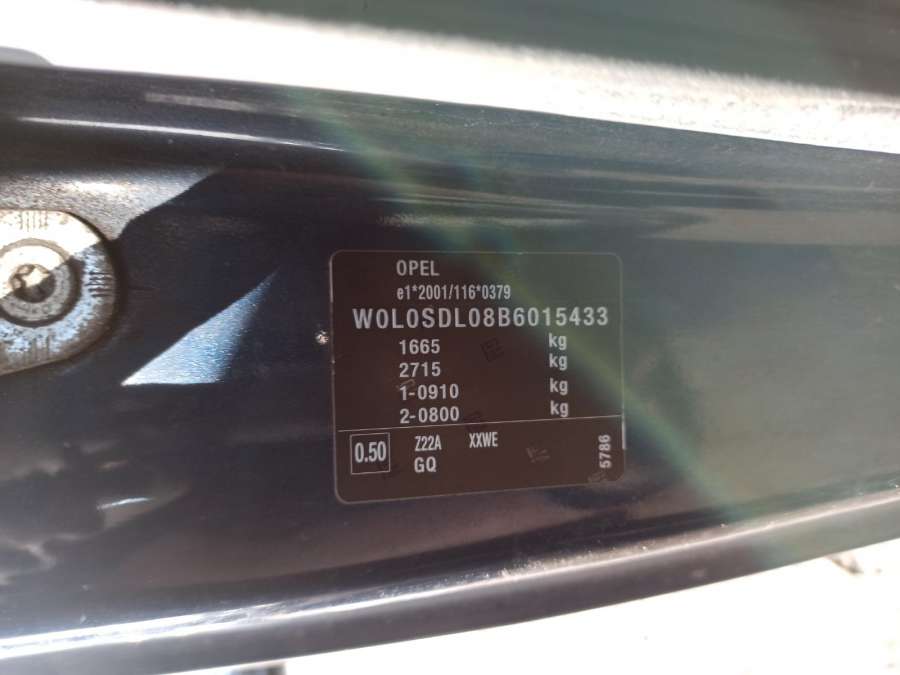 OPEL
e1*2001/116*0379
W0L0SDL08B6015433
1665 kg
2715 kg
1-0910 kg
2-0800 kg
0.50 Z22A XXWE
GQ
5786